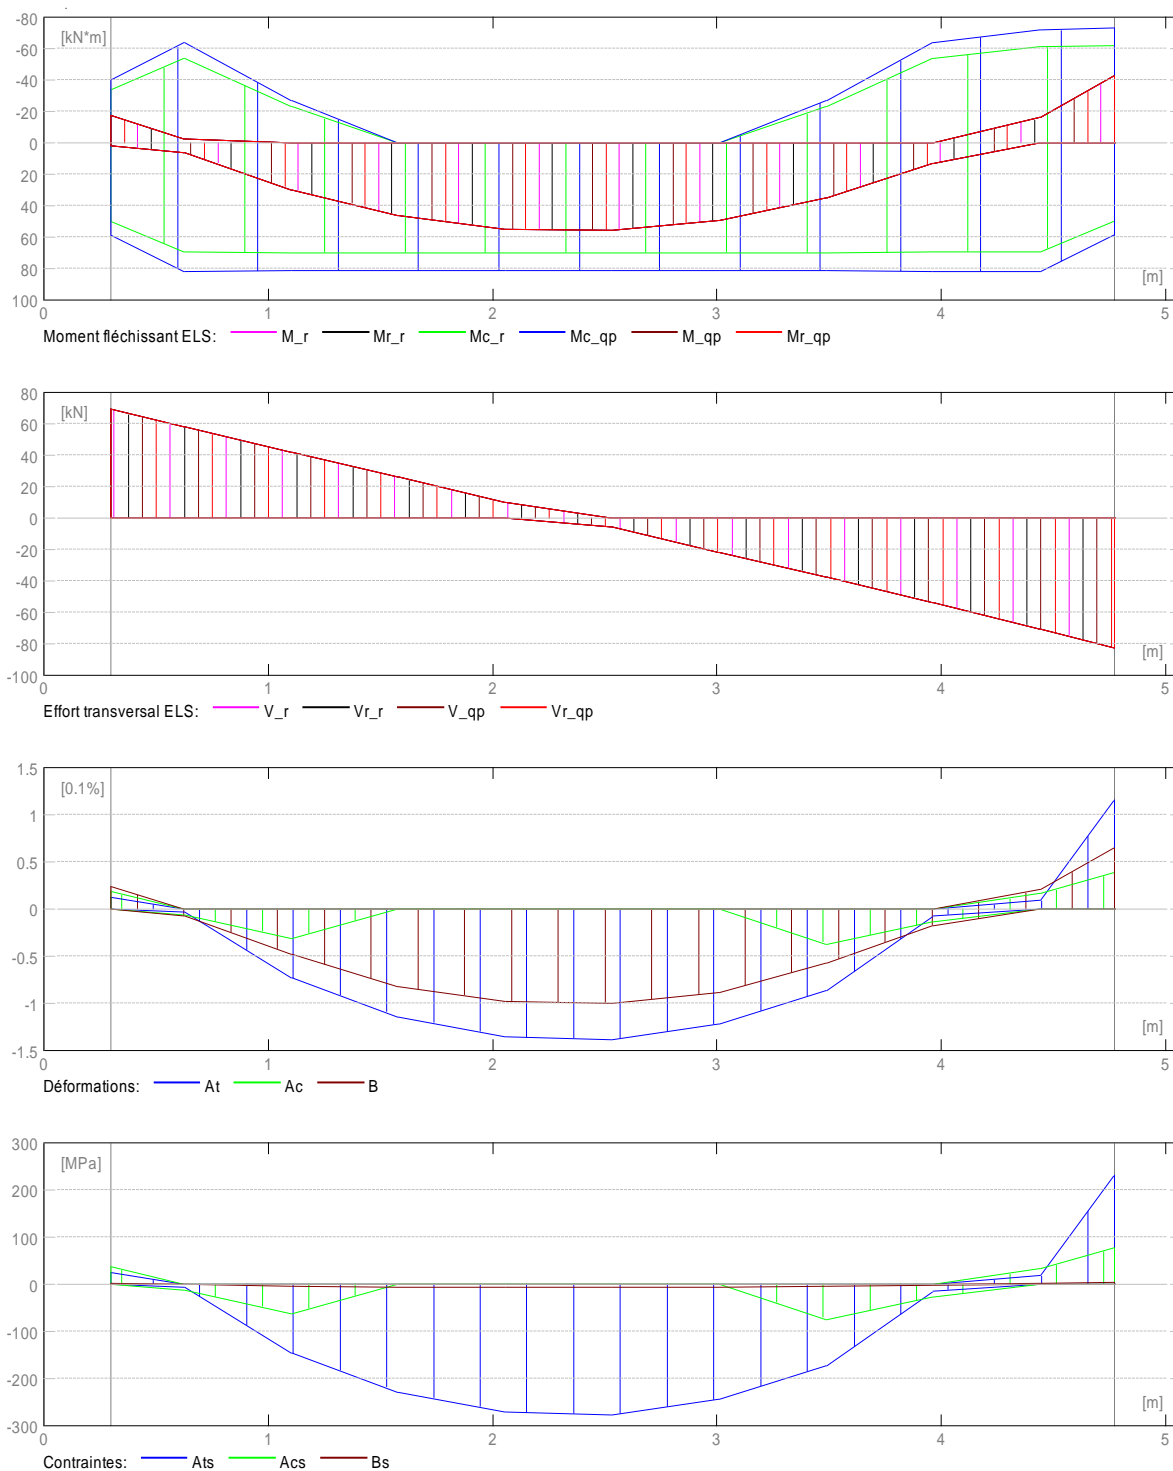 -80
[kN*m]
-60
-40
-20
0
20
40
60
80
[m]
100
0 1 2 3 4 5
Moment fléchissant ELS: M_r Mr_r Mc_r Mc_qp M_qp Mr_qp
80
[kN]
60
40
20
0
-20
-40
-60
-80
[m]
-100
0 1 2 3 4 5
Effort transversal ELS: V_r Vr_r V_qp Vr_qp
1.5
[0.1%]
1
0.5
0
-0.5
-1
[m]
-1.5
0 1 2 3 4 5
Déformations: At Ac B
300
[MPa]
200
100
0
-100
-200
[m]
-300
0 1 2 3 4 5
Contraintes: Ats Acs Bs